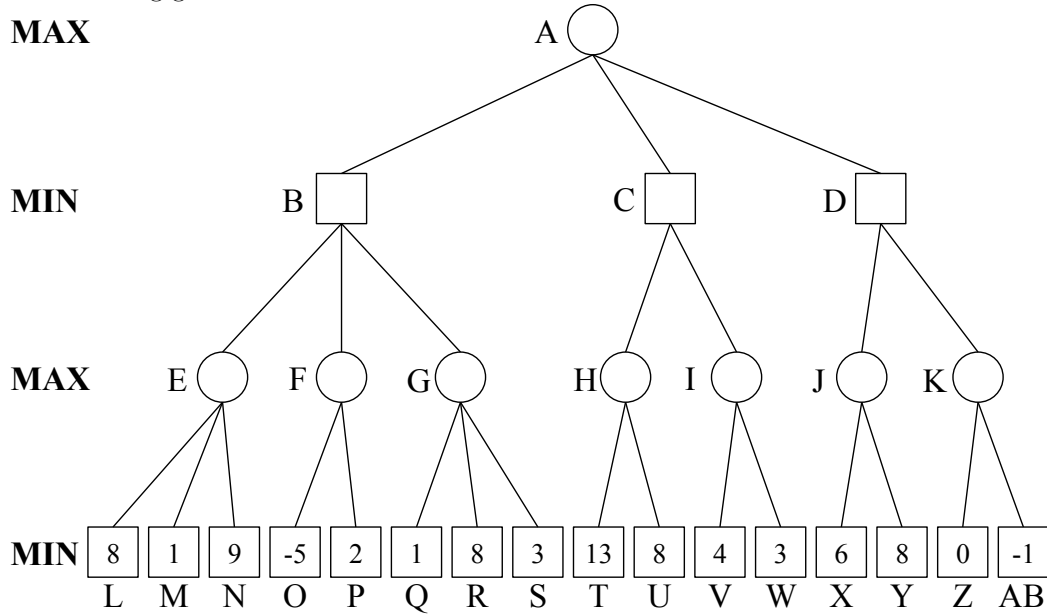 MAX A
MIN B C D
MAX E F G H I J K
MIN 8 1 9 -5 2 1 8 3 13 8 4 3 6 8 0 -1
L M N O P Q R S T U V W X Y Z AB